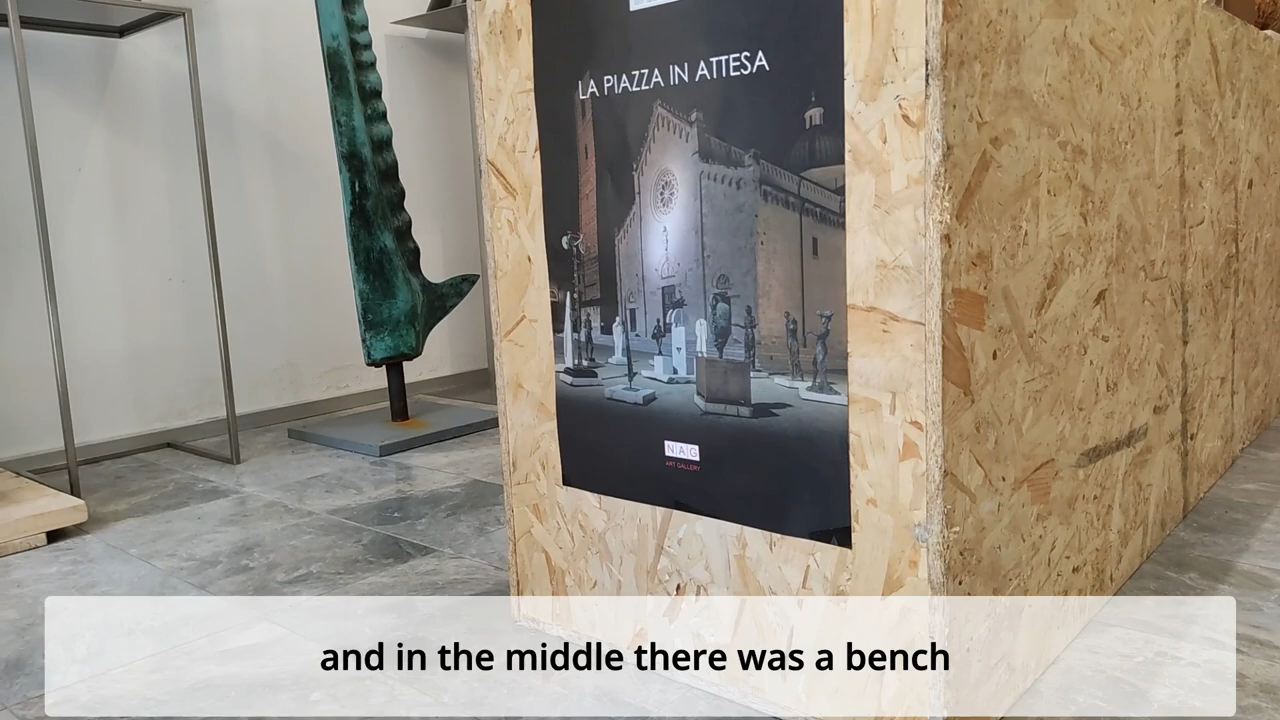 LA PIAZZA IN ATTESA
NAG
ART GALLERY
and in the middle there was a bench